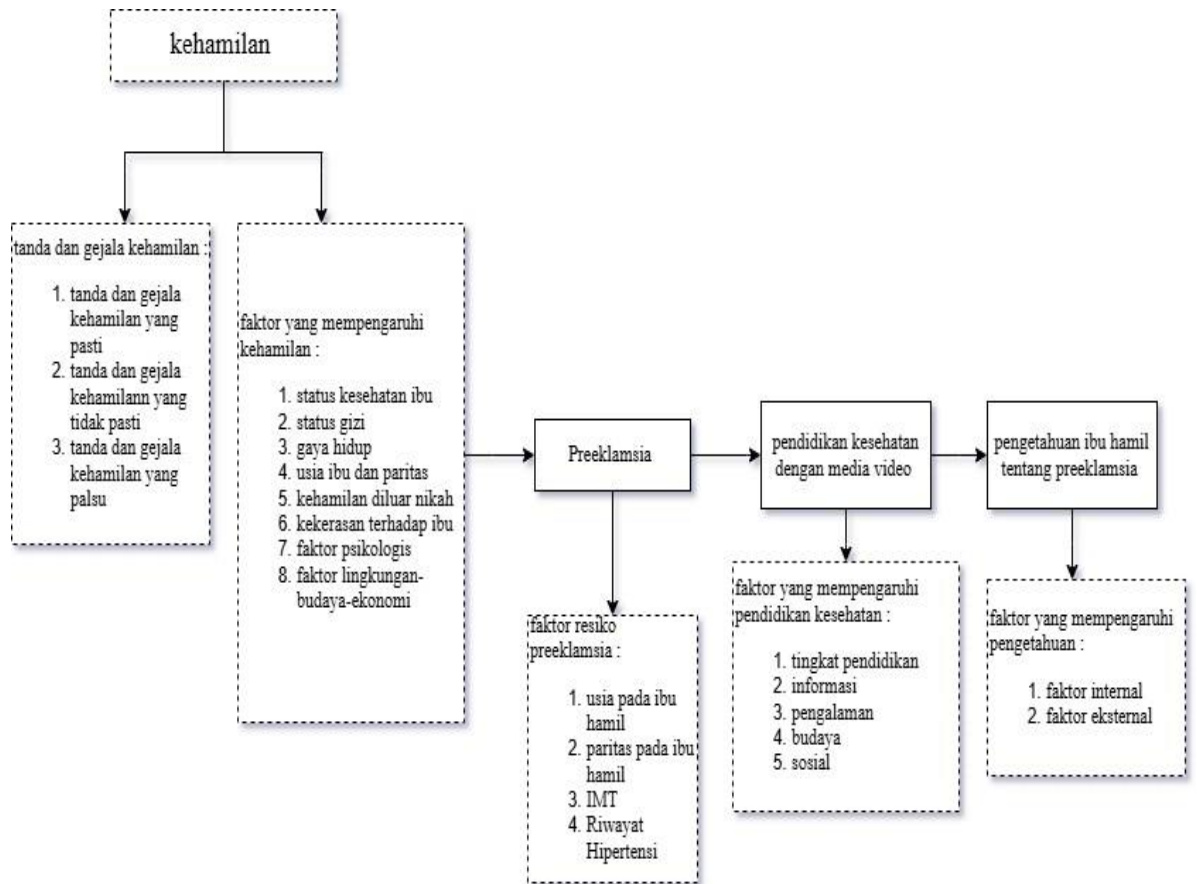 kehamilan
tanda dan gejala kehamilan :
1. tanda dan gejala
kehamilan yang
pasti
2. tanda dan gejala
kehamilann yang
tidak pasti
3. tanda dan gejala
kehamilan yang
palsu
faktor yang mempengaruhi
kehamilan :
1. status kesehatan ibu
2. status gizi
3. gaya hidup
4. usia ibu dan paritas
5. kehamilan diluar nikah
6. kekerasan terhadap ibu
7. faktor psikologis
8. faktor lingkungan-
budaya-ekonomi
Preeklamsia
pendidikan kesehatan
dengan media video
pengetahuan ibu hamil
tentang preeklamsia
faktor resiko
preeklamsia :
1. usia pada ibu
hamil
2. paritas pada ibu
hamil
3. IMT
4. Riwayat
Hipertensi
faktor yang mempengaruhi
pendidikan kesehatan :
1. tingkat pendidikan
2. informasi
3. pengalaman
4. budaya
5. sosial
faktor yang mempengaruhi
pengetahuan :
1. faktor internal
2. faktor eksternal